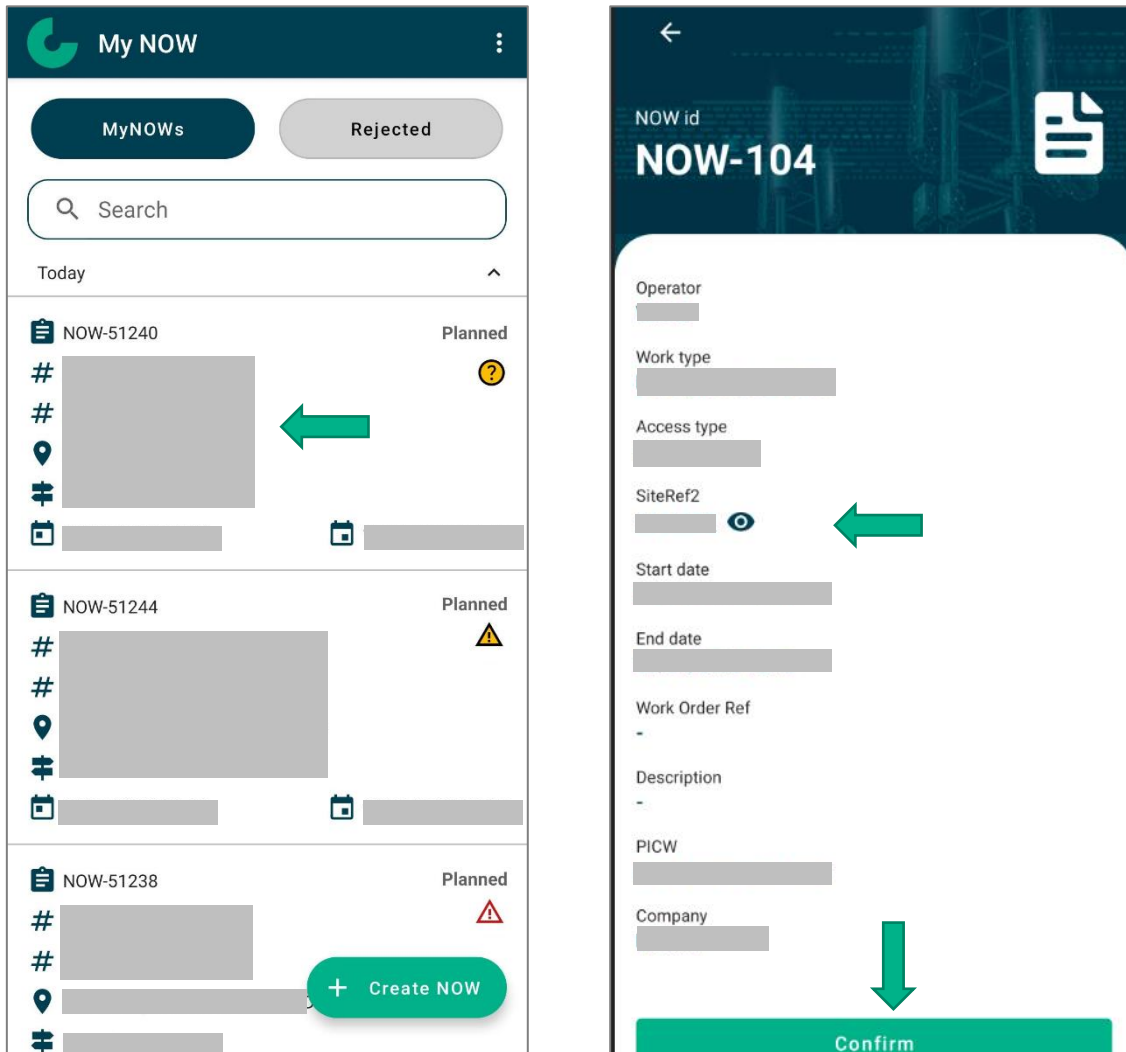 My NOW
MyNOWs
Rejected
Search
Today
NOW-51240
Planned
NOW-51244
Planned
NOW-51238
Planned
+ Create NOW
NOW id
NOW-104
Operator
Work type
Access type
SiteRef2
Start date
End date
Work Order Ref
-
Description
-
PICW
Company
Confirm